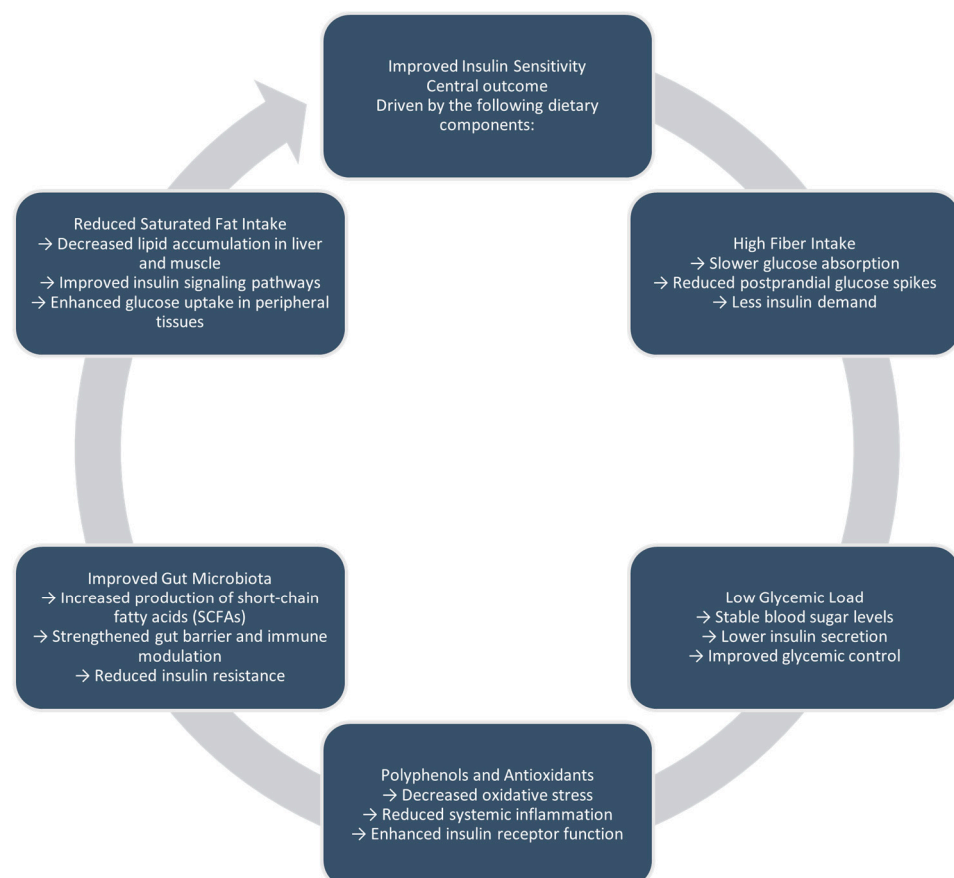 Improved Insulin Sensitivity
Central outcome
Driven by the following dietary
components:
High Fiber Intake
→ Slower glucose absorption
→ Reduced postprandial glucose spikes
→ Less insulin demand
Low Glycemic Load
→ Stable blood sugar levels
→ Lower insulin secretion
→ Improved glycemic control
Polyphenols and Antioxidants
→ Decreased oxidative stress
→ Reduced systemic inflammation
→ Enhanced insulin receptor function
Improved Gut Microbiota
→ Increased production of short-chain
fatty acids (SCFAs)
→ Strengthened gut barrier and immune
modulation
→ Reduced insulin resistance
Reduced Saturated Fat Intake
→ Decreased lipid accumulation in liver
and muscle
→ Improved insulin signaling pathways
→ Enhanced glucose uptake in peripheral
tissues